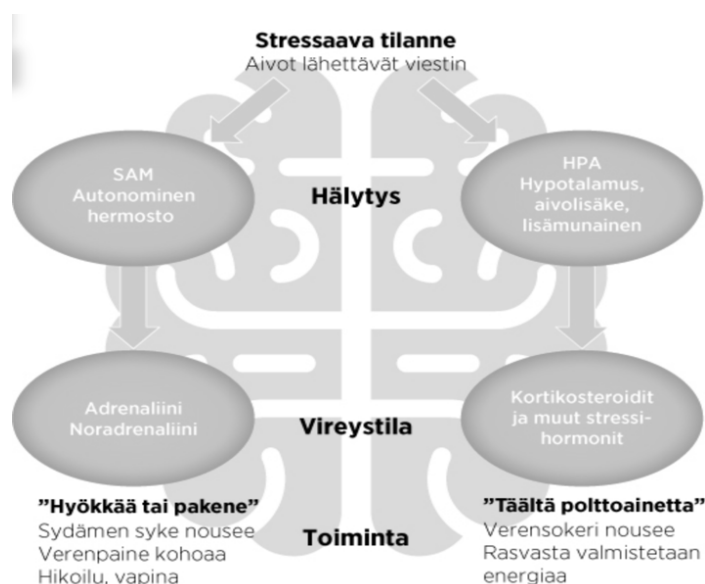 Stressaava tilanne
Aivot lähettävät viestin
SAM
Autonominen
hermosto
Hälytys
HPA
Hypotalamus,
aivolisäke,
lisämunainen
Adrenaliini
Noradrenaliini
Vireystila
Kortikosteroidit
ja muut stressi-
hormonit
”Hyökkää tai pakene”
Sydämen syke nousee
Verenpaine kohoaa
Hikoilu, vapina
Toiminta
”Täältä polttoainetta”
Verensokeri nousee
Rasvasta valmistetaan
energiaa